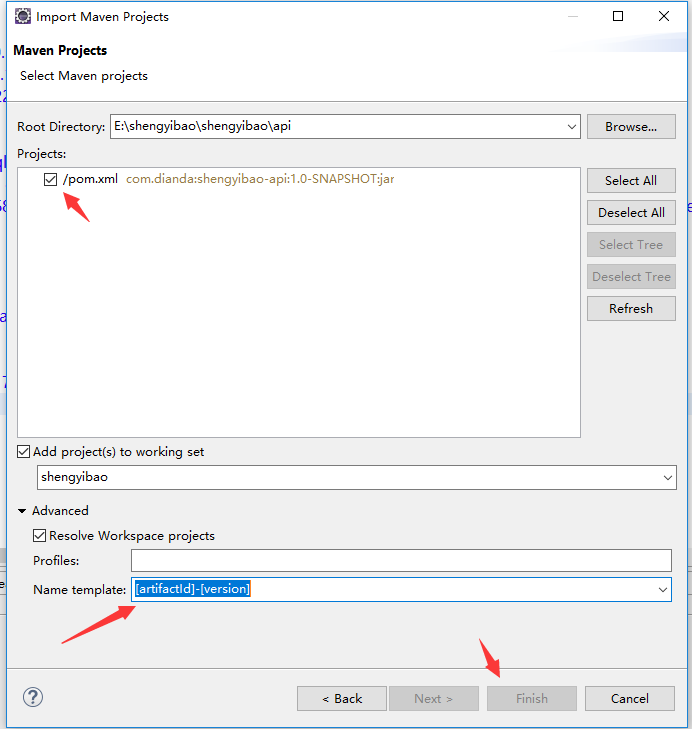 Import Maven Projects
Maven Projects
Select Maven projects
Root Directory: E:\shengyibao\shengyibao\api Browse...
Projects:
/pom.xml com.dianda:shengyibao-api:1.0-SNAPSHOT:jar
Select All
Deselect All
Select Tree
Deselect Tree
Refresh
Add project(s) to working set
shengyibao
Advanced
Resolve Workspace projects
Profiles:
Name template: [artifactId]-[version]
? < Back Next > Finish Cancel